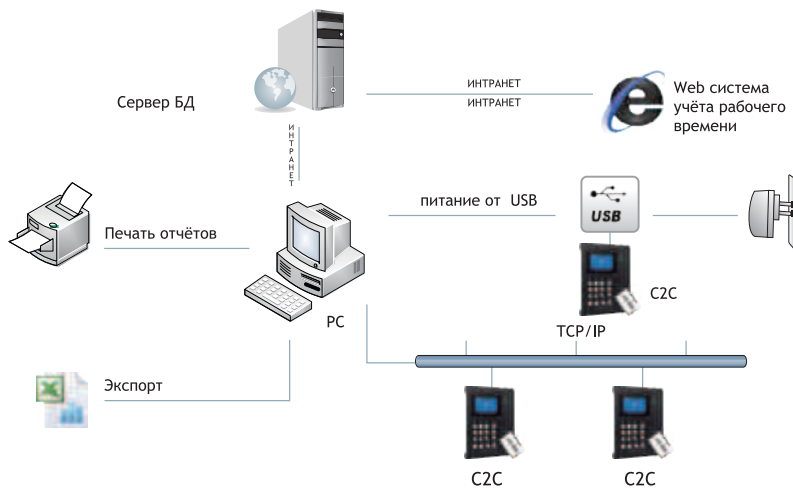 Сервер БД
ИНТРАНЕТ
ИНТРАНЕТ
Web система
учёта рабочего
времени
ИНТРАНЕТ
питание от USB
USB
Печать отчётов
C2C
PC
TCP/IP
Экспорт
C2C
C2C